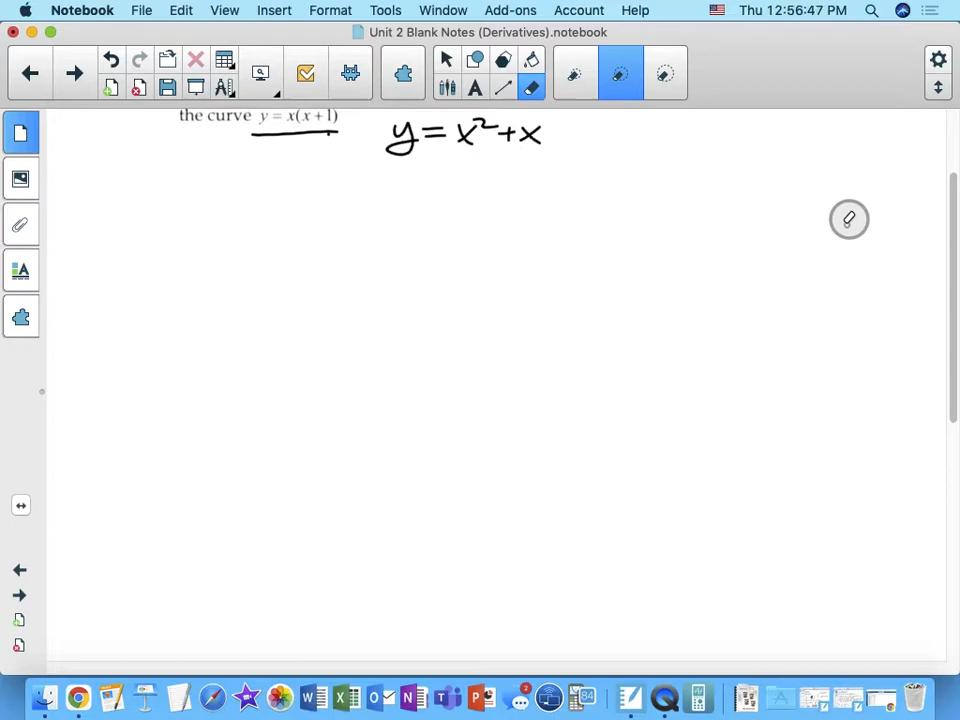 Notebook File Edit View Insert Format Tools Window Add-ons Account Help Thu 12:56:47 PM
Unit 2 Blank Notes (Derivatives).notebook
the curve y = x(x+1)
y = x²+x